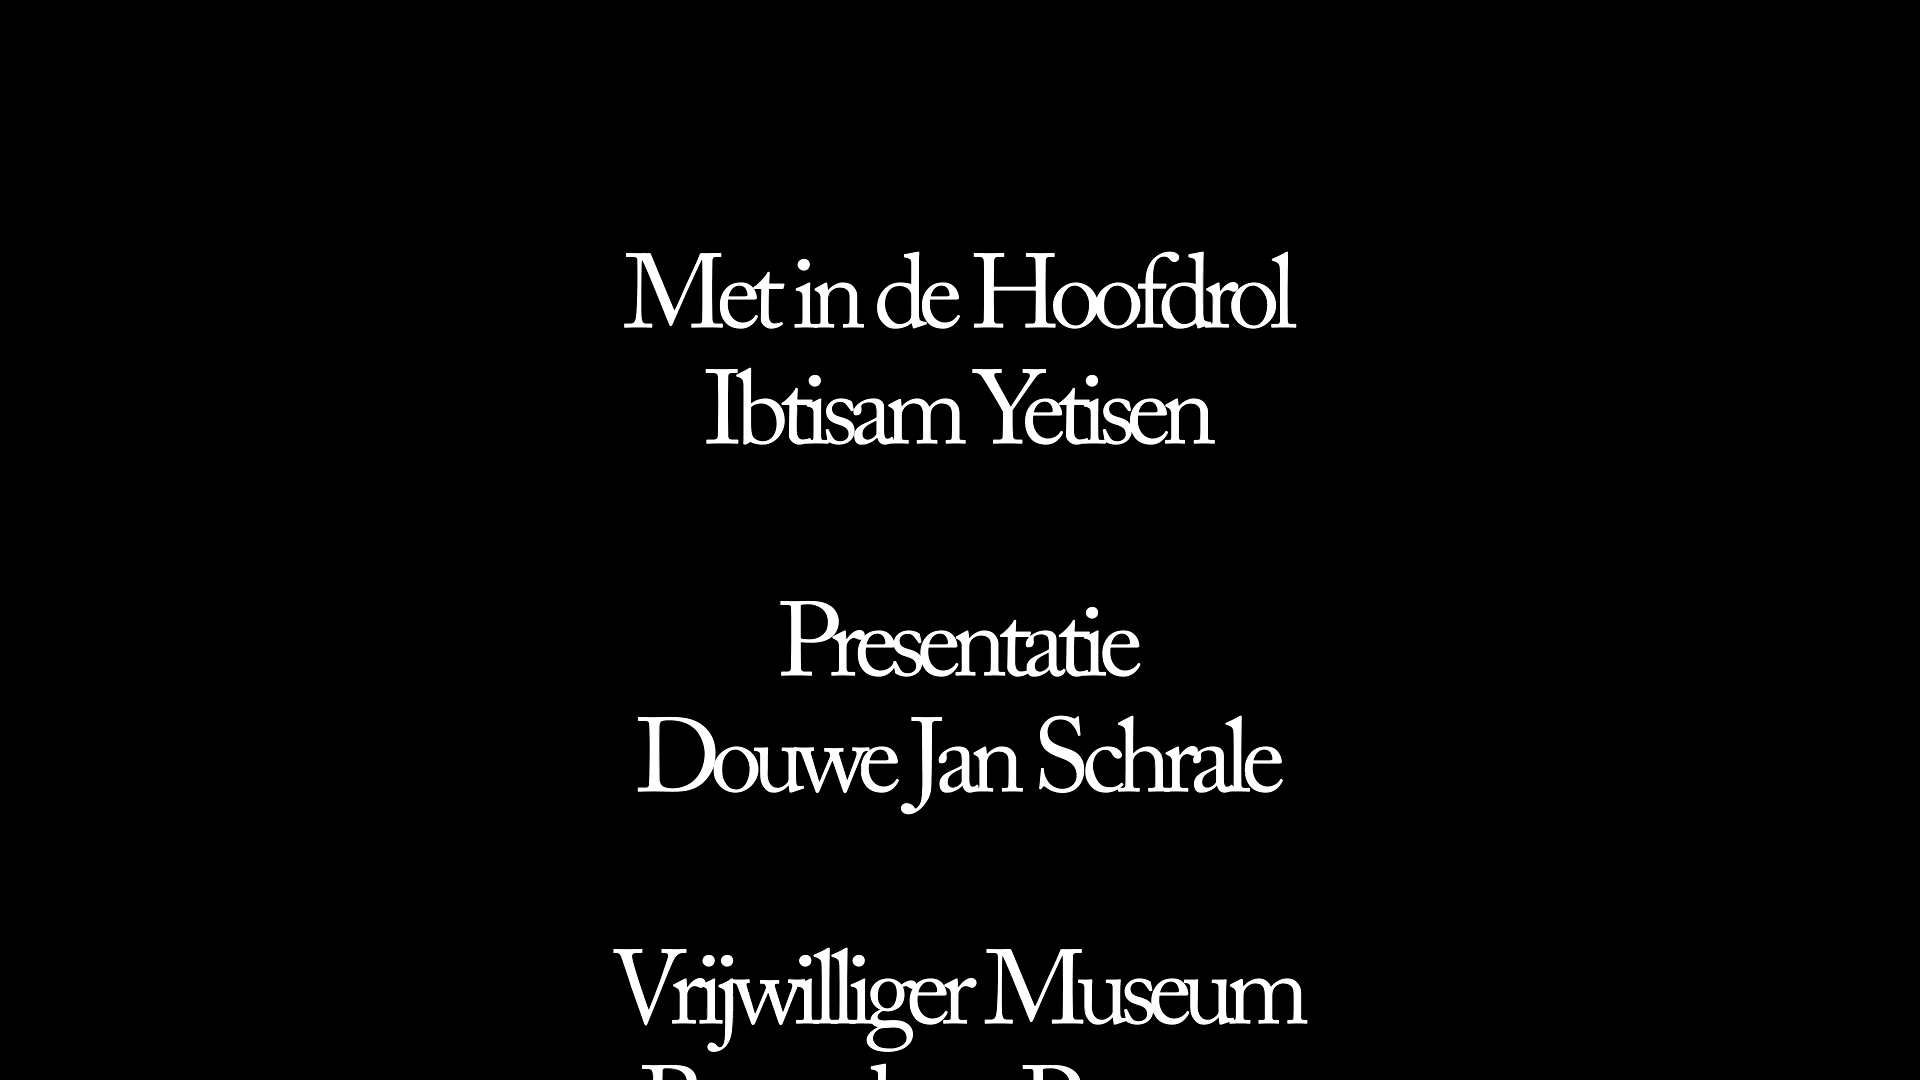 Met in de Hoofdrol
Ibtisam Yetisen
Presentatie
Douwe Jan Schrale
Vrijwilliger Museum